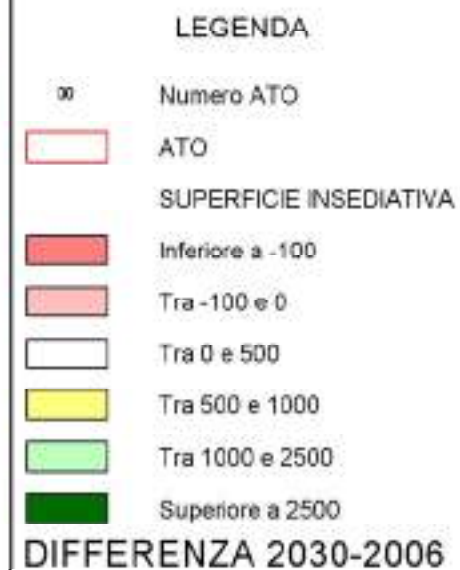 LEGENDA
00 Numero ATO
ATO
SUPERFICIE INSEDIATIVA
Inferiore a -100
Tra -100 e 0
Tra 0 e 500
Tra 500 e 1000
Tra 1000 e 2500
Superiore a 2500
DIFFERENZA 2030-2006